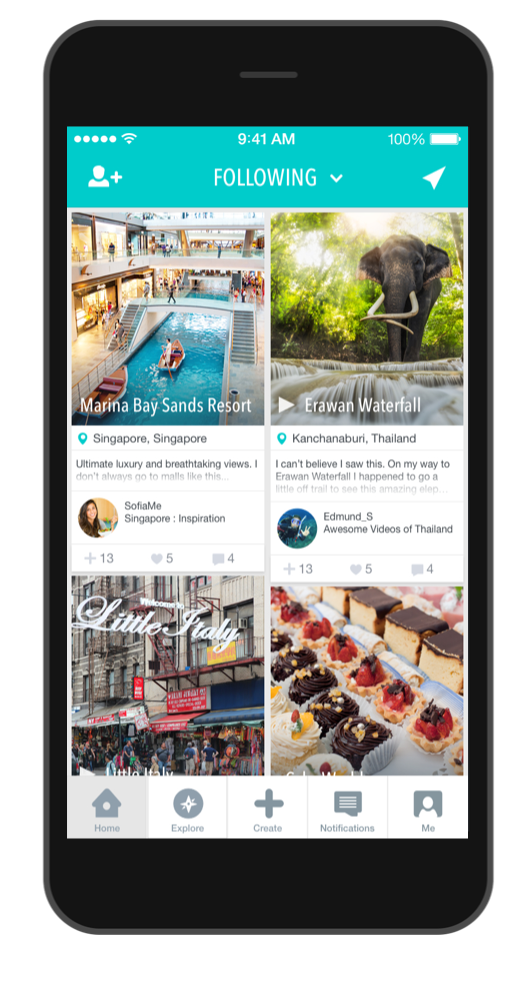 9:41 AM
100%
FOLLOWING
Marina Bay Sands Resort
Singapore, Singapore
Ultimate luxury and breathtaking views. I
don't always go to malls like this...
SofiaMe
Singapore : Inspiration
13
5
4
Erawan Waterfall
Kanchanaburi, Thailand
I can't believe I saw this. On my way to
Erawan Waterfall I happened to go a
little off trail to see this amazing elep...
Edmund_S
Awesome Videos of Thailand
13
5
4
Welcome To
Little Italy
Little Italy
Home
Explore
Create
Notifications
Me